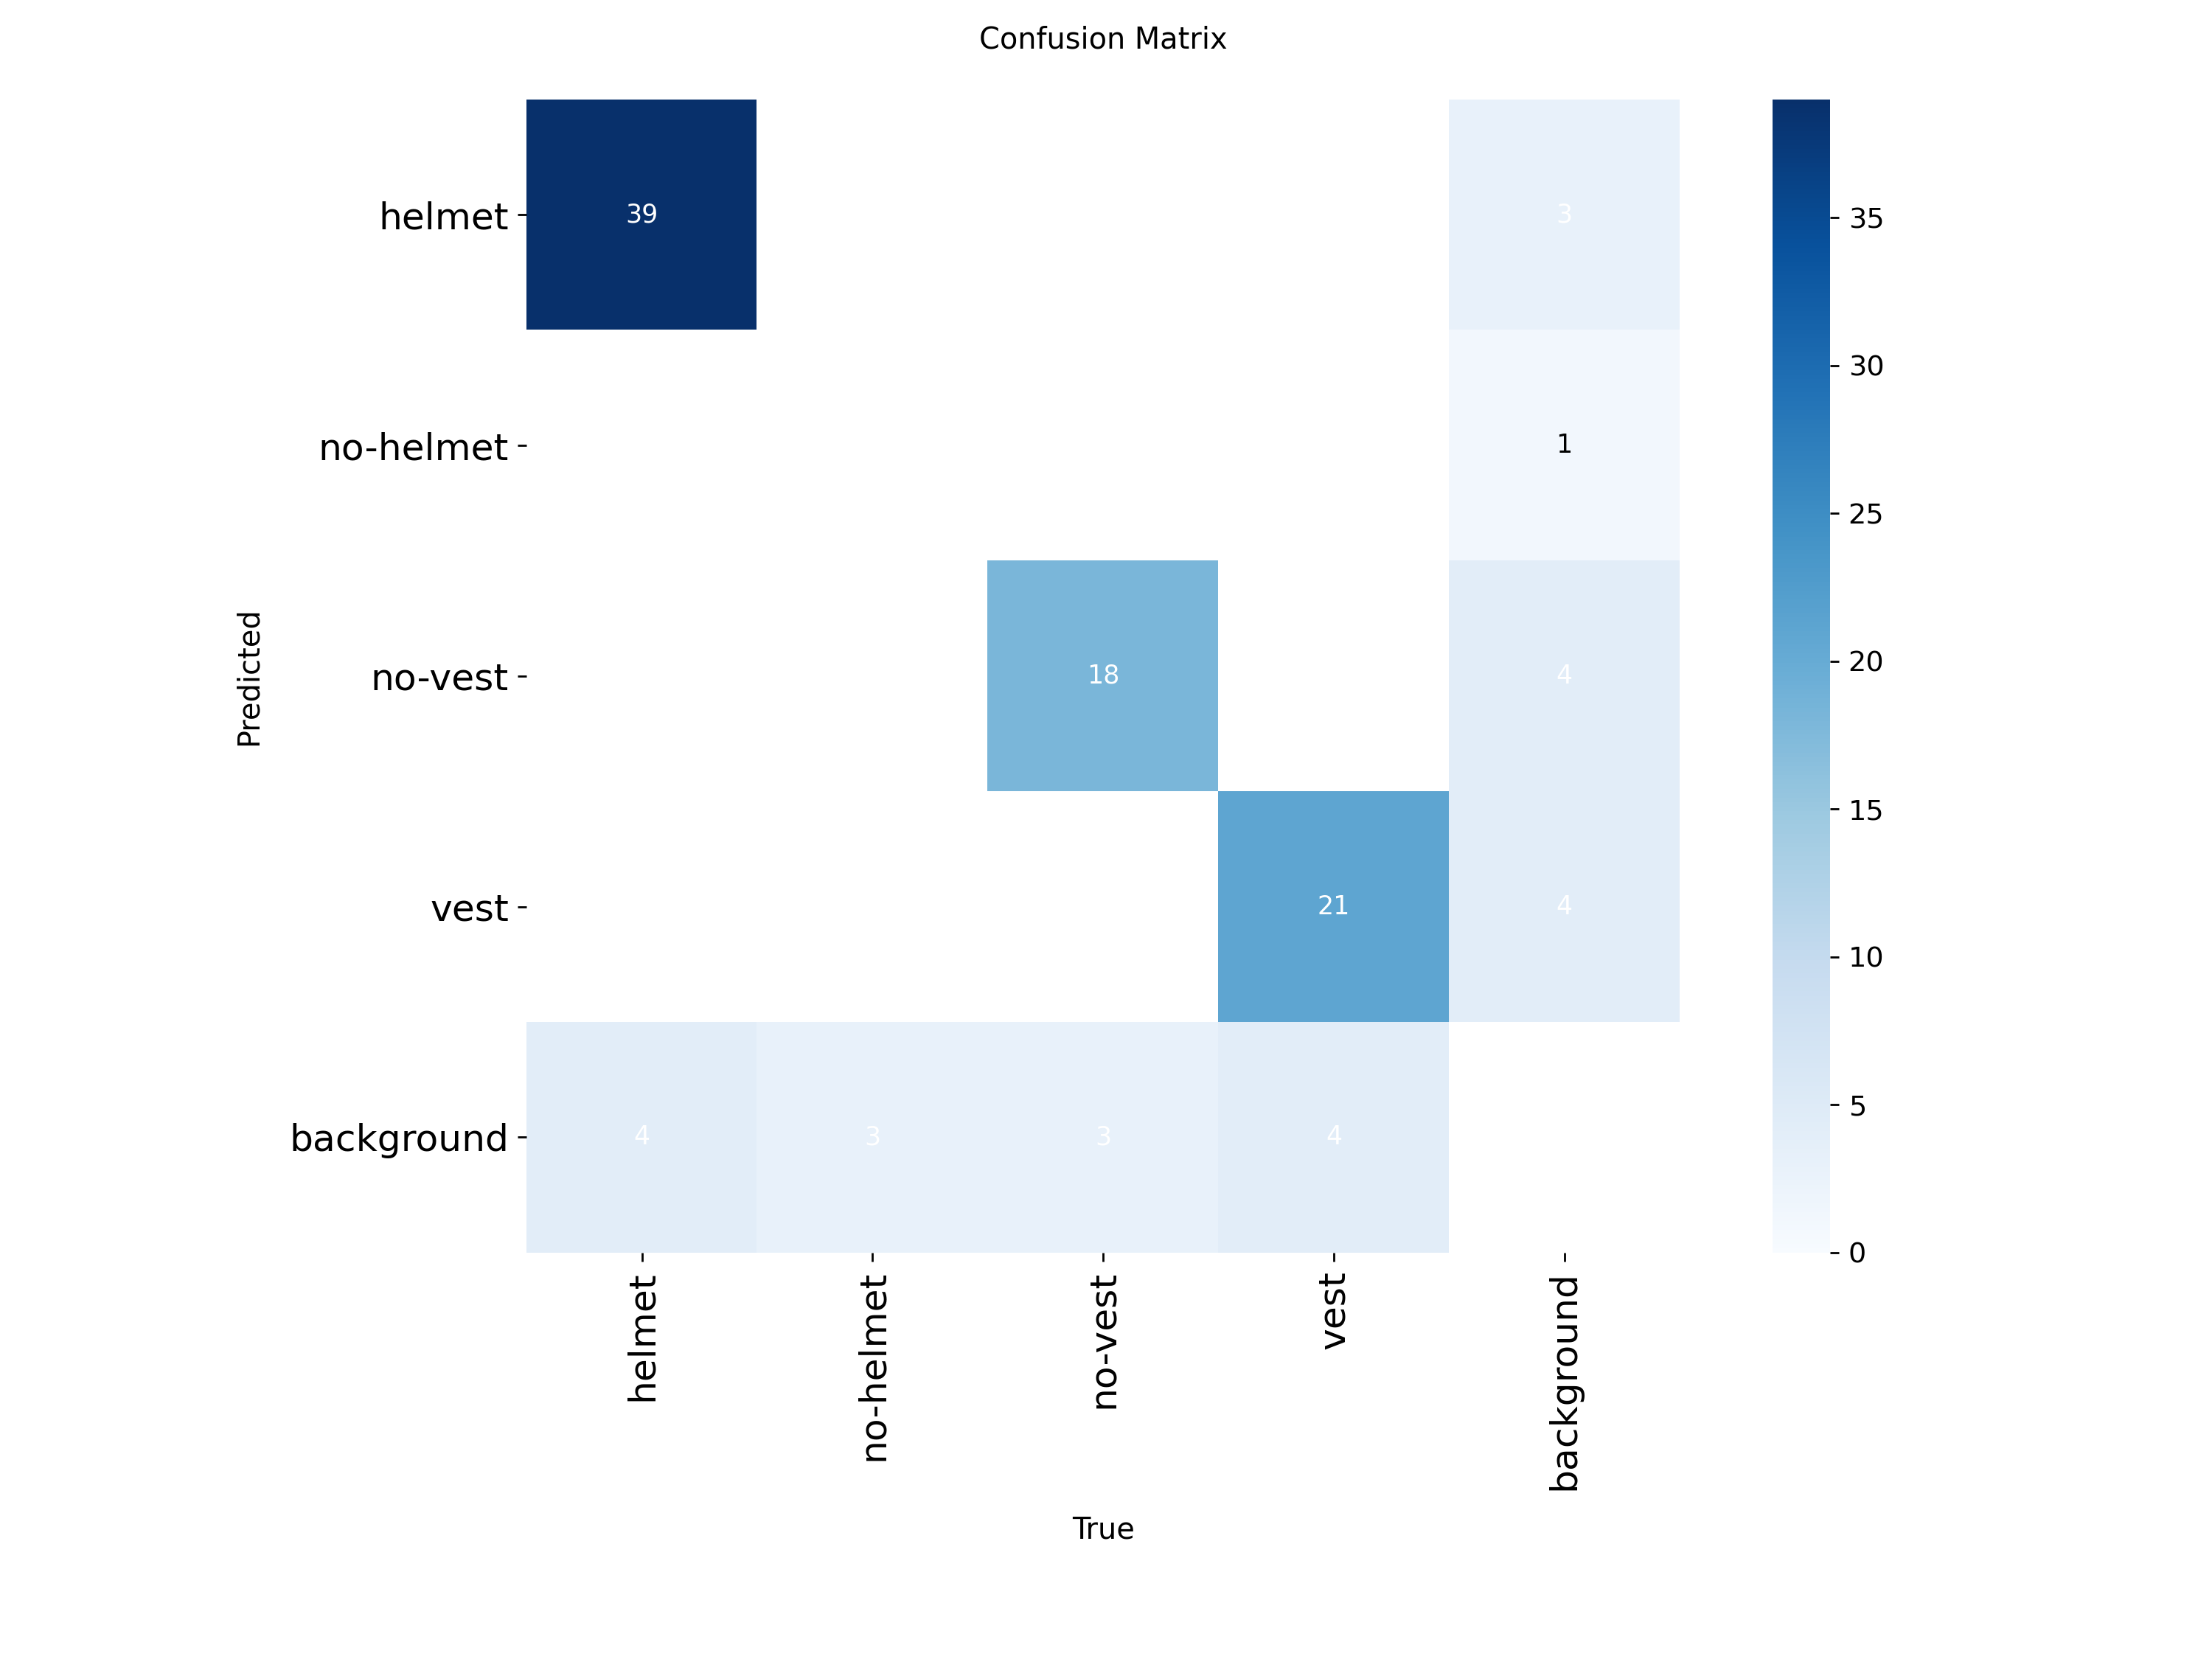 Confusion Matrix
helmet
39
3
no-helmet
1
no-vest
18
4
vest
21
4
background
4
3
3
4
Predicted
helmet
no-helmet
no-vest
vest
background
True
35
30
25
20
15
10
5
0